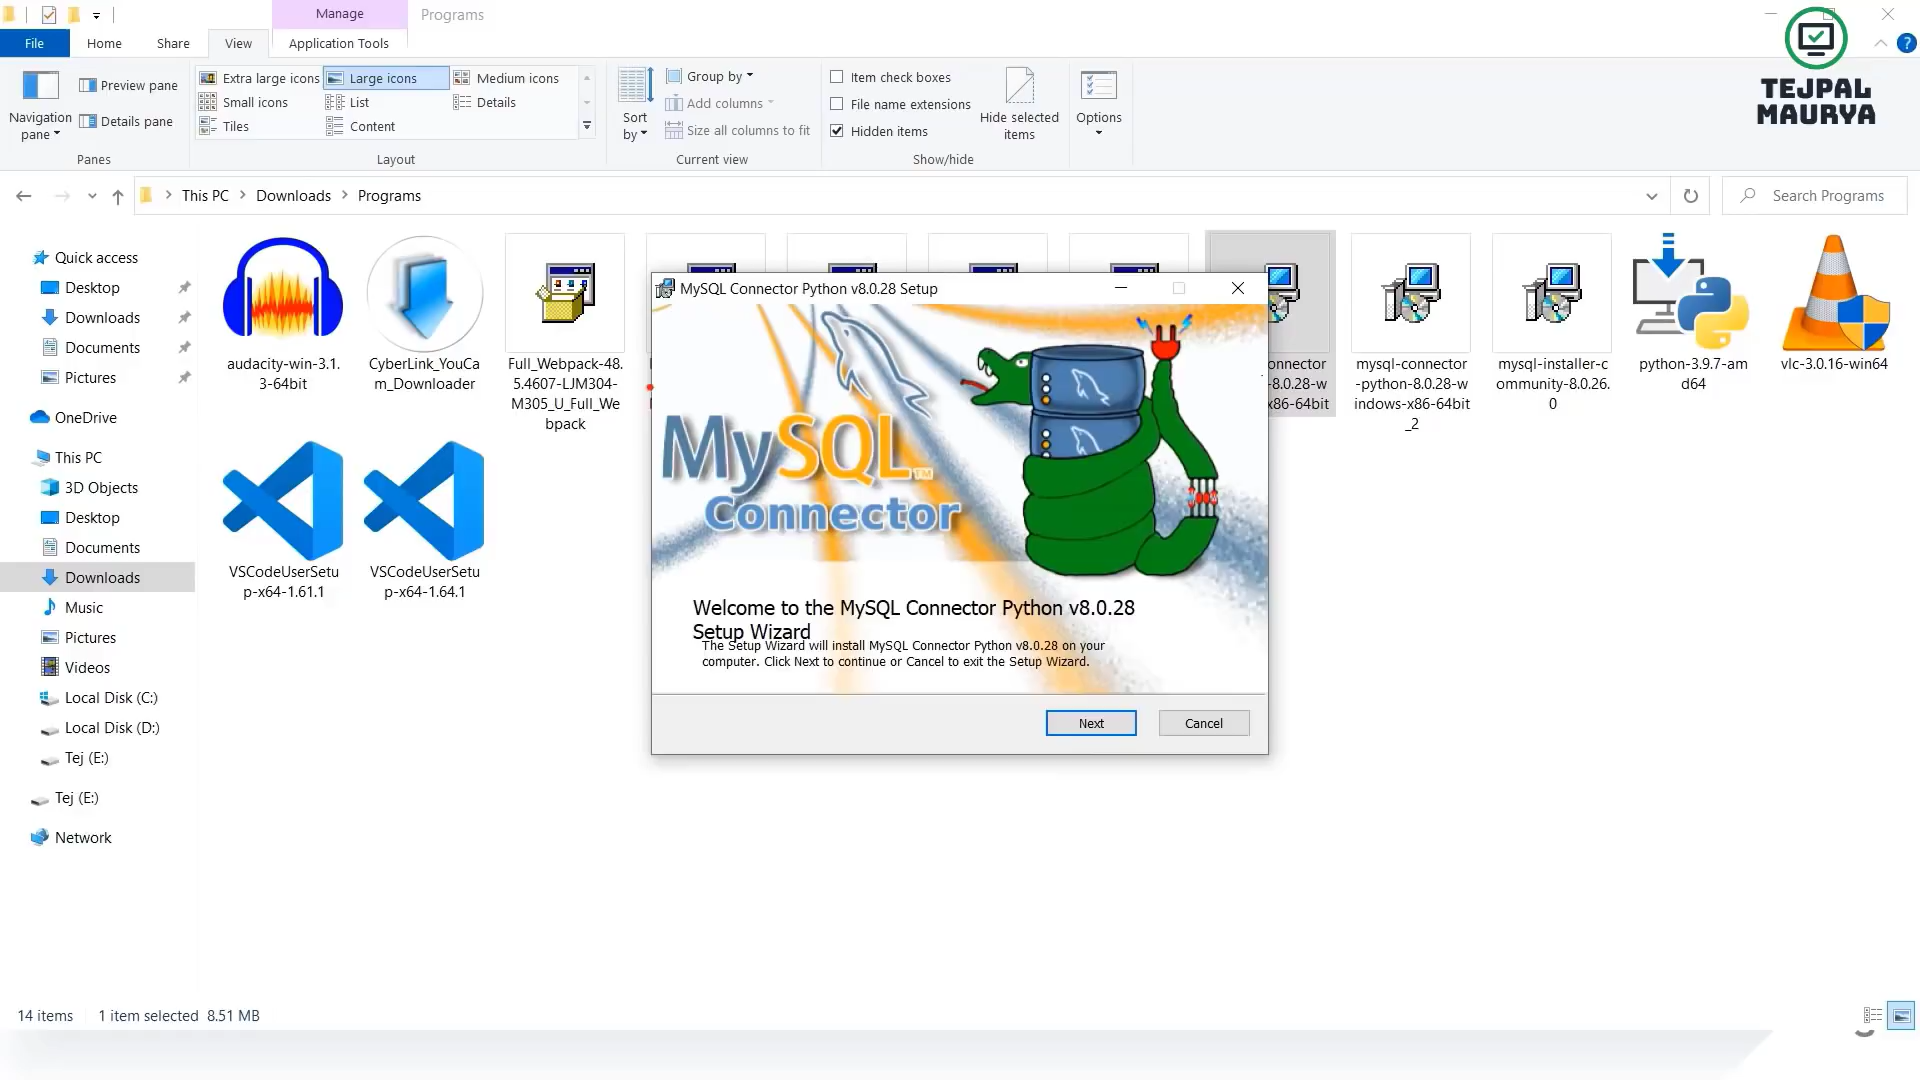 Manage
Programs
File
Home
Share
View
Application Tools
TEJPAL
MAURYA
Navigation
pane
Preview pane
Details pane
Panes
Extra large icons
Large icons
Medium icons
Small icons
List
Details
Tiles
Content
Layout
Sort
by
Group by
Add columns
Size all columns to fit
Current view
Item check boxes
File name extensions
Hidden items
Hide selected
items
Show/hide
Options
This PC
Downloads
Programs
Search Programs
Quick access
Desktop
Downloads
Documents
Pictures
OneDrive
This PC
3D Objects
Desktop
Documents
Downloads
Music
Pictures
Videos
Local Disk (C:)
Local Disk (D:)
Tej (E:)
Tej (E:)
Network
audacity-win-3.1.
3-64bit
CyberLink_YouCa
m_Downloader
Full_Webpack-48.
5.4607-LJM304-
M305_U_Full_We
bpack
onnector
-8.0.28-w
x86-64bit
mysql-connector
-python-8.0.28-w
indows-x86-64bit
_2
mysql-installer-c
ommunity-8.0.26.
0
python-3.9.7-am
d64
vlc-3.0.16-win64
VSCodeUserSetu
p-x64-1.61.1
VSCodeUserSetu
p-x64-1.64.1
MySQL Connector Python v8.0.28 Setup
MySQL™
Connector
Welcome to the MySQL Connector Python v8.0.28
Setup Wizard
The Setup Wizard will install MySQL Connector Python v8.0.28 on your
computer. Click Next to continue or Cancel to exit the Setup Wizard.
Next
Cancel
14 items
1 item selected 8.51 MB